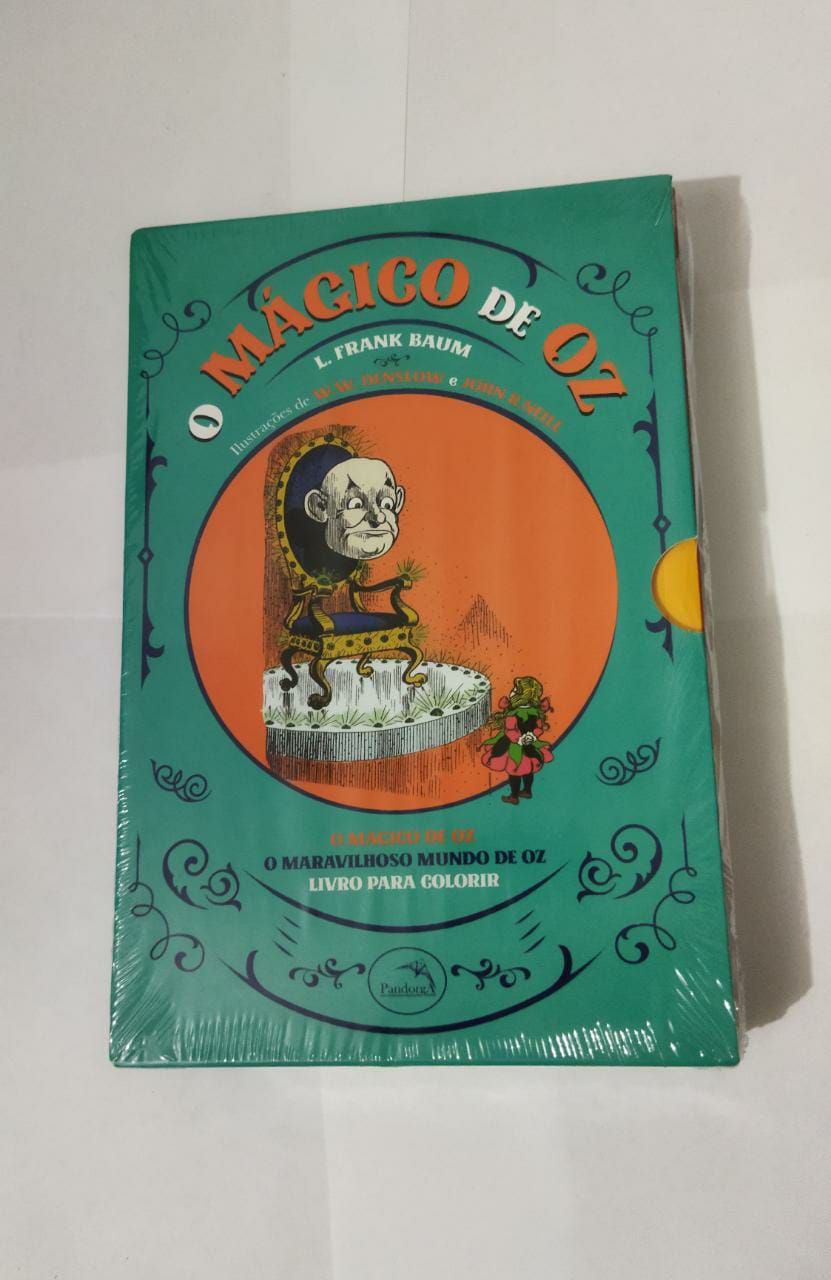 O MÁGICO DE OZ
L. FRANK BAUM
Ilustrações de W. W. DENSLOW e JOHN R. NEILL
O MÁGICO DE OZ
O MARAVILHOSO MUNDO DE OZ
LIVRO PARA COLORIR
PandorgA